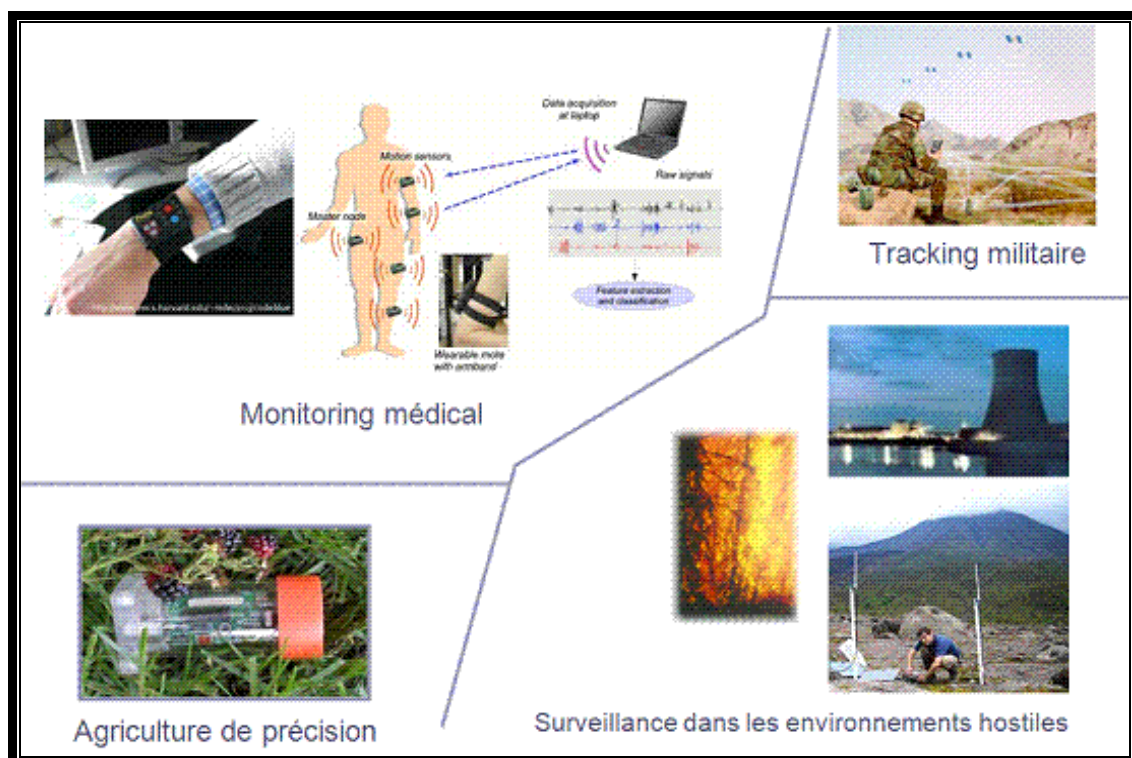 Data acquisition
at laptop
Motion sensors
Raw signals
Master node
Feature extraction
and classification
Wearable mote
with armband
Monitoring médical
Tracking militaire
Agriculture de précision
Surveillance dans les environnements hostiles